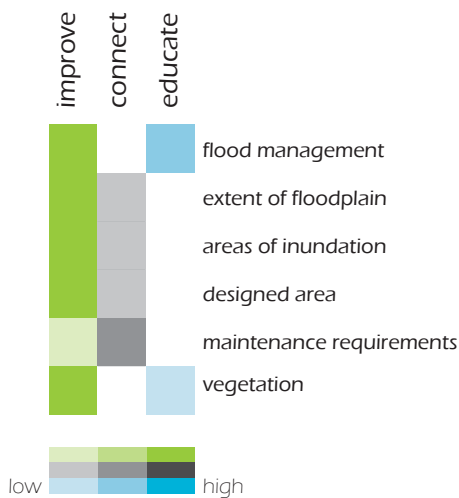 improve
connect
educate
flood management
extent of floodplain
areas of inundation
designed area
maintenance requirements
vegetation
low high